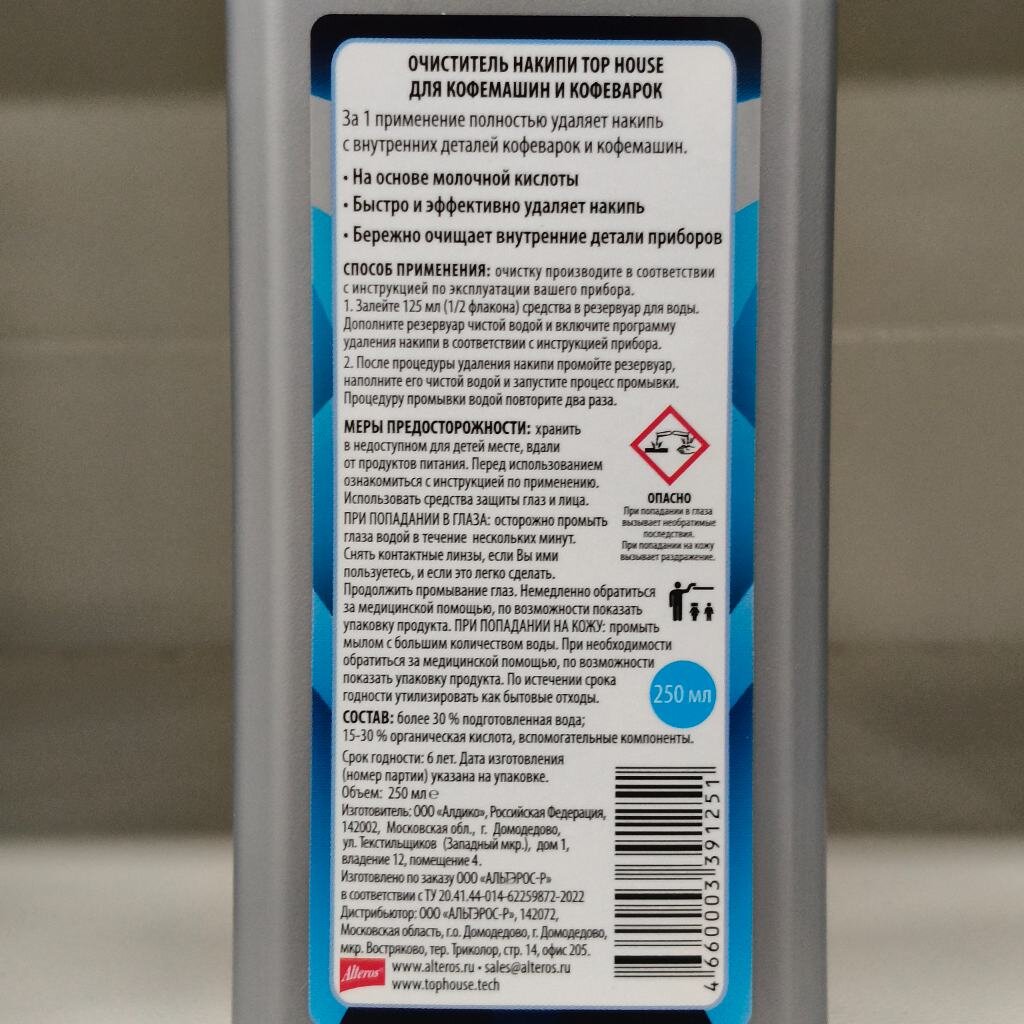 ОЧИСТИТЕЛЬ НАКИПИ TOP HOUSE
ДЛЯ КОФЕМАШИН И КОФЕВАРОК
За 1 применение полностью удаляет накипь
с внутренних деталей кофеварок и кофемашин.
• На основе молочной кислоты
• Быстро и эффективно удаляет накипь
• Бережно очищает внутренние детали приборов
СПОСОБ ПРИМЕНЕНИЯ: очистку производите в соответствии
с инструкцией по эксплуатации вашего прибора.
1. Залейте 125 мл (1/2 флакона) средства в резервуар для воды.
Дополните резервуар чистой водой и включите программу
удаления накипи в соответствии с инструкцией прибора.
2. После процедуры удаления накипи промойте резервуар,
наполните его чистой водой и запустите процесс промывки.
Процедуру промывки водой повторите два раза.
МЕРЫ ПРЕДОСТОРОЖНОСТИ: хранить
в недоступном для детей месте, вдали
от продуктов питания. Перед использованием
ознакомиться с инструкцией по применению.
Использовать средства защиты глаз и лица.
ПРИ ПОПАДАНИИ В ГЛАЗА: осторожно промыть
глаза водой в течение нескольких минут.
Снять контактные линзы, если Вы ими
пользуетесь, и если это легко сделать.
Продолжить промывание глаз. Немедленно обратиться
за медицинской помощью, по возможности показать
упаковку продукта. ПРИ ПОПАДАНИИ НА КОЖУ: промыть
мылом с большим количеством воды. При необходимости
обратиться за медицинской помощью, по возможности
показать упаковку продукта. По истечении срока
годности утилизировать как бытовые отходы.
ОПАСНО
При попадании в глаза
вызывает необратимые
последствия.
При попадании на кожу
вызывает раздражение.
250 мл
СОСТАВ: более 30 % подготовленная вода;
15-30 % органическая кислота, вспомогательные компоненты.
Срок годности: 6 лет. Дата изготовления
(номер партии) указана на упаковке.
Объем: 250 мл ℮
Изготовитель: ООО «Алдико», Российская Федерация,
142002, Московская обл., г. Домодедово,
ул. Текстильщиков (Западный мкр.), дом 1,
владение 12, помещение 4.
Изготовлено по заказу ООО «АЛЬТЭРОС-Р»
в соответствии с ТУ 20.41.44-014-62259872-2022
Дистрибьютор: ООО «АЛЬТЭРОС-Р», 142072,
Московская область, г.о. Домодедово, г. Домодедово,
мкр. Востряково, тер. Триколор, стр. 14, офис 205.
Alteros
www.alteros.ru • sales@alteros.ru
www.tophouse.tech
4 660003 391251